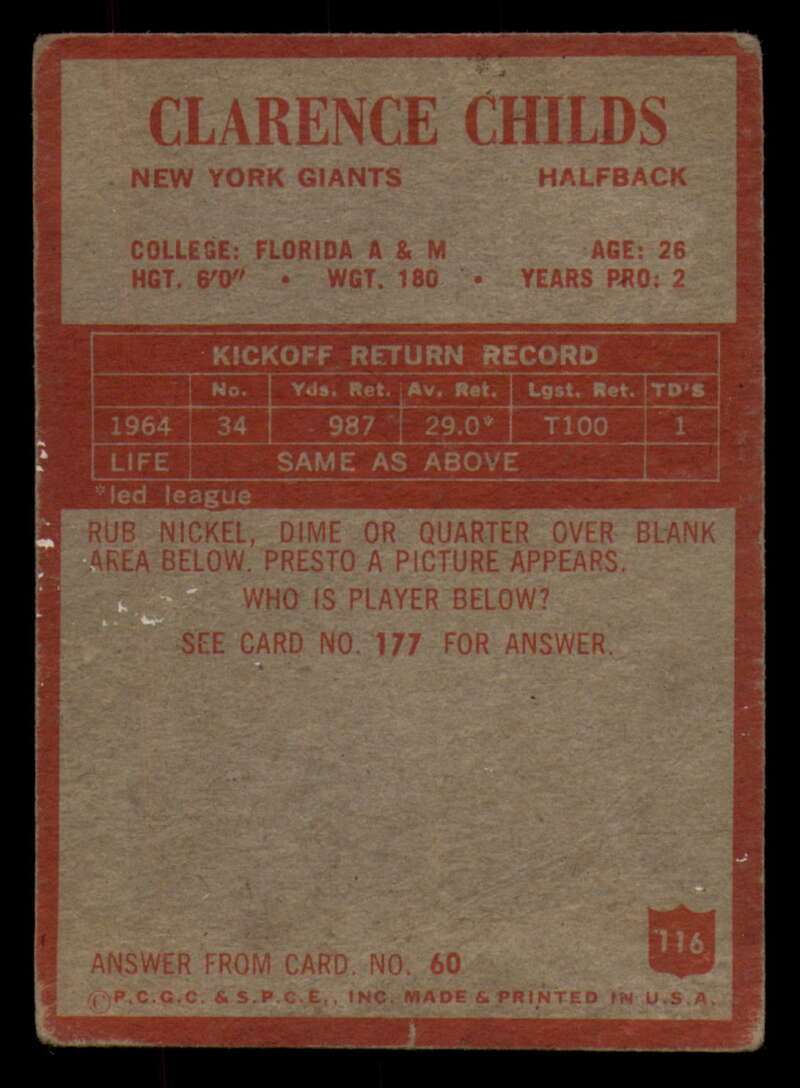 CLARENCE CHILDS
NEW YORK GIANTS HALFBACK
COLLEGE: FLORIDA A & M AGE: 26
HGT. 6'0" • WGT. 180 • YEARS PRO: 2
KICKOFF RETURN RECORD
No. Yds. Ret. Av. Ret. Lgst. Ret. TD'S
1964 34 987 29.0* T100 1
LIFE SAME AS ABOVE
*led league
RUB NICKEL, DIME OR QUARTER OVER BLANK
AREA BELOW. PRESTO A PICTURE APPEARS.
WHO IS PLAYER BELOW?
SEE CARD NO. 177 FOR ANSWER.
116
ANSWER FROM CARD. NO. 60
©P.C.G.C. & S.P.C.E., INC. MADE & PRINTED IN U.S.A.